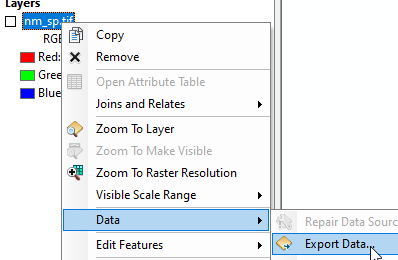 Layers
nm_sp.tif
RGB
Red:
Gree
Blue
Copy
Remove
Open Attribute Table
Joins and Relates
Zoom To Layer
Zoom To Make Visible
Zoom To Raster Resolution
Visible Scale Range
Data
Edit Features
Repair Data Sourc
Export Data...